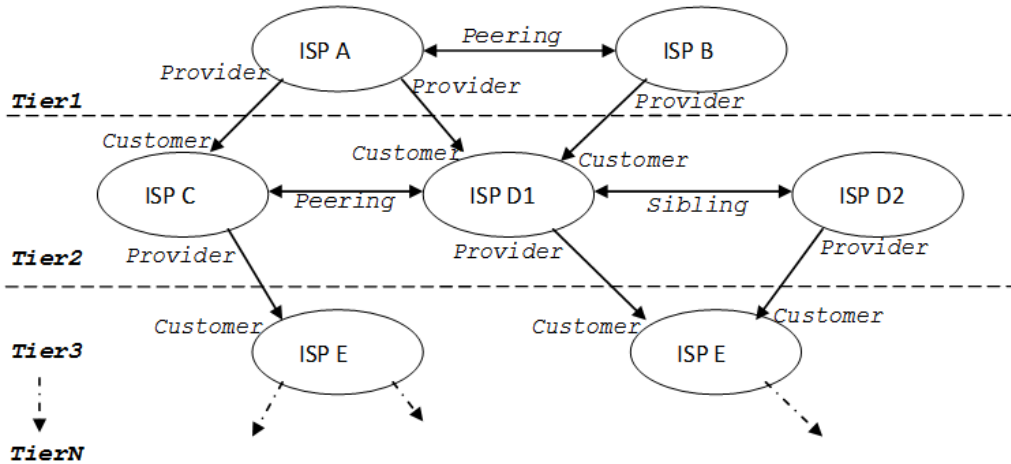 Peering
ISP A
ISP B
Provider
Provider
Provider
Tier1
Customer
Customer
Customer
ISP C
ISP D1
ISP D2
Peering
Sibling
Provider
Provider
Provider
Tier2
Customer
Customer
Customer
Tier3
ISP E
ISP E
TierN